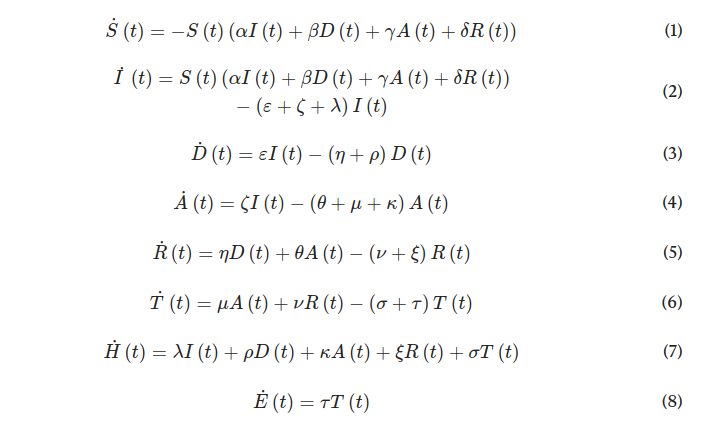 Ṡ (t) = −S (t) (αI (t) + βD (t) + γA (t) + δR (t)) (1)
İ (t) = S (t) (αI (t) + βD (t) + γA (t) + δR (t))
− (ε + ζ + λ) I (t) (2)
Ḋ (t) = εI (t) − (η + ρ) D (t) (3)
Ȧ (t) = ζI (t) − (θ + μ + κ) A (t) (4)
Ṙ (t) = ηD (t) + θA (t) − (ν + ξ) R (t) (5)
Ṫ (t) = μA (t) + νR (t) − (σ + τ) T (t) (6)
Ḣ (t) = λI (t) + ρD (t) + κA (t) + ξR (t) + σT (t) (7)
Ė (t) = τT (t) (8)